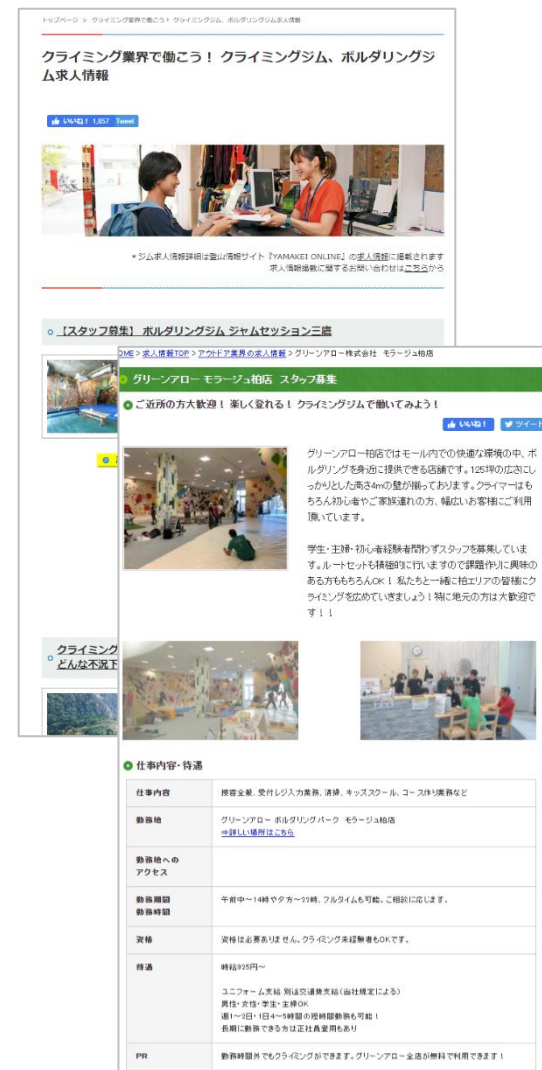 トップページ > クライミング業界で働こう! クライミングジム、ボルダリングジム求人情報
クライミング業界で働こう! クライミングジム、ボルダリングジ
ム求人情報
いいね! 1,857 Tweet
*ジム求人情報詳細は登山情報サイト『YAMAKEI ONLINE』の求人情報に掲載されます
求人情報掲載に関するお問い合わせはこちらから
【スタッフ募集】 ボルダリングジム ジャムセッション三鷹
クライミング
どんな不況下
OME > 求人情報TOP > アウトドア業界の求人情報 > グリーンアロー株式会社 モラージュ柏店
グリーンアロー モラージュ柏店 スタッフ募集
ご近所の方大歓迎! 楽しく登れる! クライミングジムで働いてみよう!
いいね! ツイート
グリーンアロー柏店ではモール内での快適な環境の中、ボ
ルダリングを身近に提供できる店舗です。125坪の広さにし
っかりとした高さ4mの壁が揃っております。クライマーはも
ちろん初心者やご家族連れの方、幅広いお客様にご利用
頂いています。
学生・主婦・初心者経験者問わずスタッフを募集していま
す。ルートセットも積極的に行いますので課題作りに興味の
ある方ももちろんOK! 私たちと一緒に柏エリアの皆様にク
ライミングを広めていきましょう!特に地元の方は大歓迎で
す!!
仕事内容・待遇
仕事内容 接客全般、受付レジ入力業務、清掃、キッズスクール、コース作り業務など
勤務地 グリーンアロー ボルダリングパーク モラージュ柏店
⇒詳しい場所はこちら
勤務地への
アクセス
勤務期間
勤務時間 午前中~14時や夕方~22時、フルタイムも可能。ご相談に応じます。
資格 資格は必要ありません。クライミング未経験者もOKです。
待遇 時給925円~
ユニフォーム支給 別途交通費支給(当社規定による)
男性・女性・学生・主婦OK
週1~2日・1日4~5時間の短時間勤務も可能!
長期に勤務できる方は正社員登用もあり
PR 勤務時間外でもクライミングができます。グリーンアロー全店が無料で利用できます!